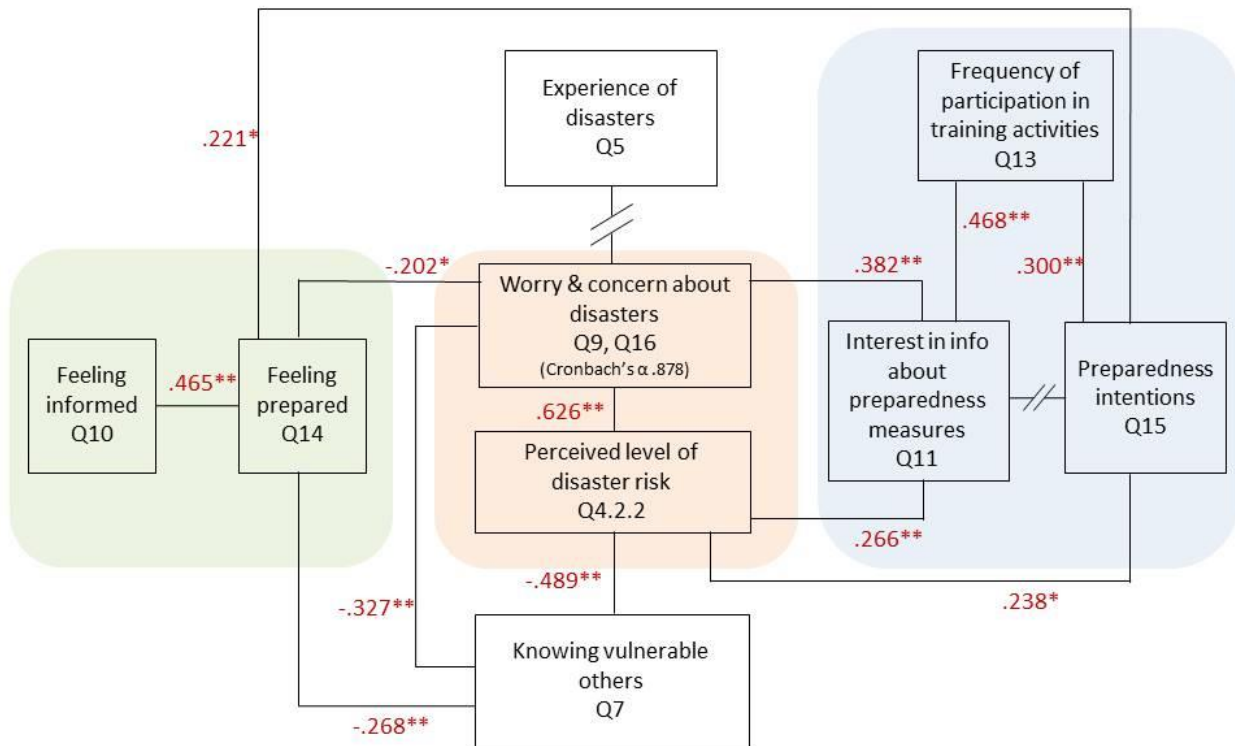 Experience of
disasters
Q5
Frequency of
participation in
training activities
Q13
.221*
.468**
.300**
-.202*
.382**
Worry & concern about
disasters
Q9, Q16
(Cronbach's α .878)
Feeling
informed
Q10
.465**
Feeling
prepared
Q14
Interest in info
about
preparedness
measures
Q11
Preparedness
intentions
Q15
.626**
Perceived level of
disaster risk
Q4.2.2
.266**
-.489**
.238*
-.327**
Knowing vulnerable
others
Q7
-.268**